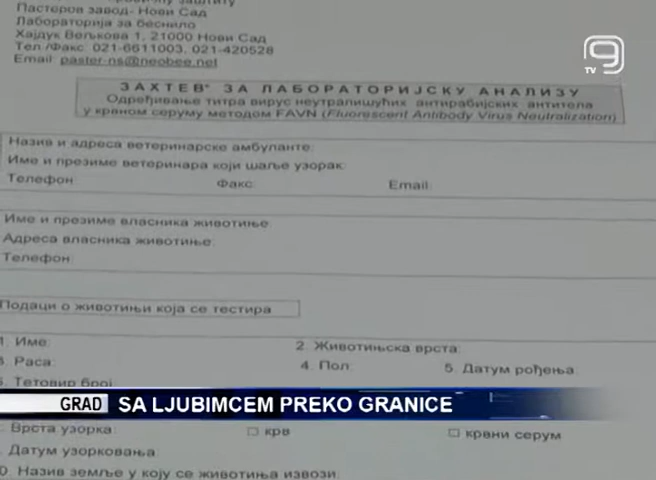 Пастеров завод- Нови Сад
Лабораторија за беснило
Хајдук Вељкова 1, 21000 Нови Сад
Тел./Факс: 021-6611003, 021-420528
Email: paster-ns@neobee.net
9
TV
ЗАХТЕВ* ЗА ЛАБОРАТОРИЈСКУ АНАЛИЗУ
Одређивање титра вирус неутралишућих антирабијских антитела
у крвном серуму методом FAVN (Fluorescent Antibody Virus Neutralization)
Назив и адреса ветеринарске амбуланте:
Име и презиме ветеринара који шаље узорак:
Телефон: Факс: Email:
Име и презиме власника животиње:
Адреса власника животиње:
Телефон:
Подаци о животињи која се тестира
1. Име: 2. Животињска врста:
3. Раса: 4. Пол: 5. Датум рођења:
Тетовир број
GRAD SA LJUBIMCEM PREKO GRANICE
Врста узорка: крв крвни серум
Датум узорковања:
0. Назив земље у коју се животиња извози: